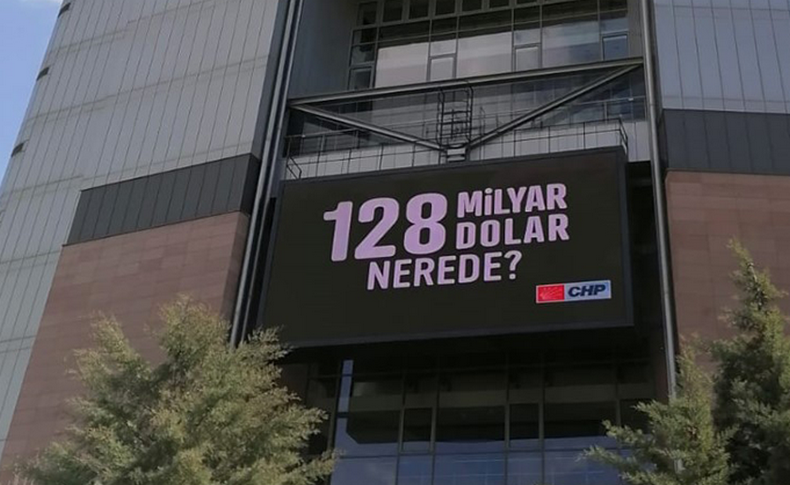 128 MİLYAR
DOLAR
NEREDE?
CHP